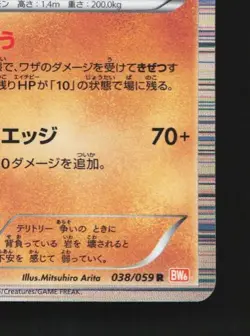 モン 高さ：1.4m 重さ：200.0kg
う
で、ワザのダメージを受けてきぜつす
残りHPが「10」の状態で場に残る。
エッジ 70+
0ダメージを追加。
テリトリー 争い の ときに
背負っている 岩を 壊されると
不安を 感じて 弱っていく。
Illus.Mitsuhiro Arita 038/059 R BW6
/Creatures/GAME FREAK.